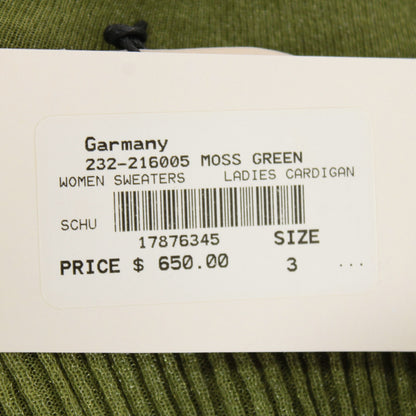 Garmany
232-216005 MOSS GREEN
WOMEN SWEATERS LADIES CARDIGAN
SCHU
17876345 SIZE
PRICE $ 650.00 3 ...